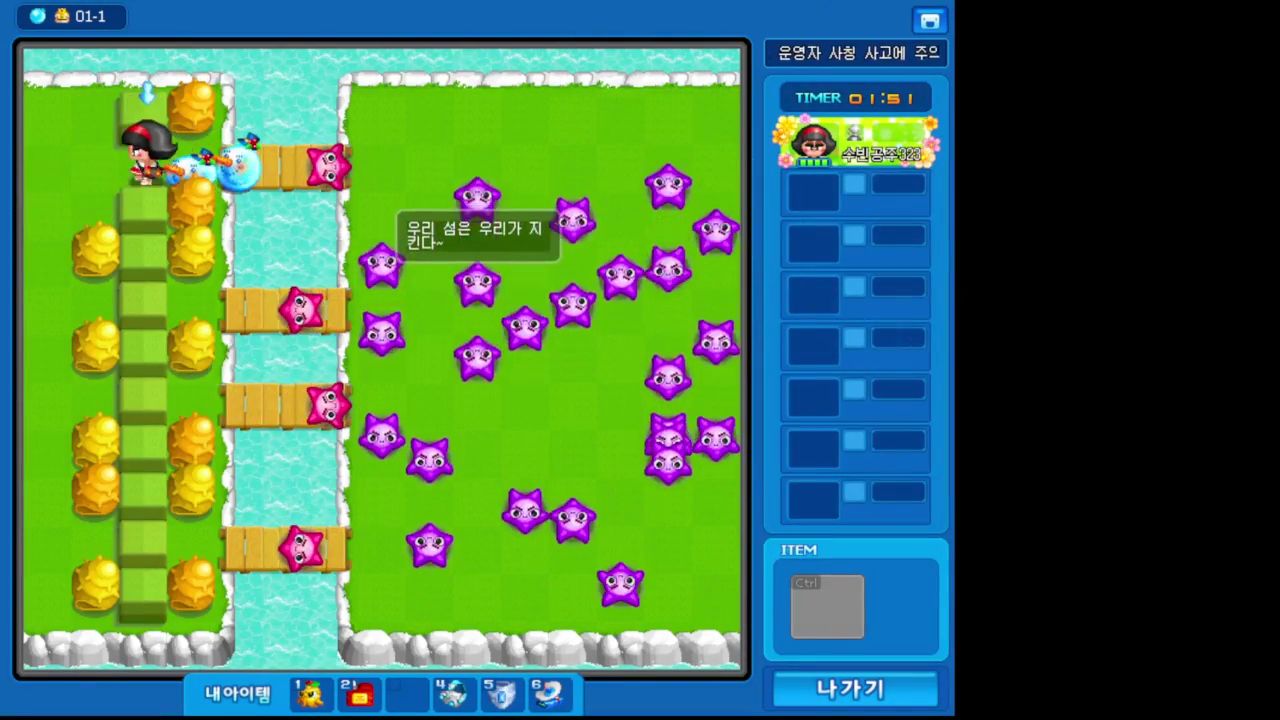 01-1
운영자 사칭 사고에 주으
TIMER 01:51
수빈공주323
우리 섬은 우리가 지
킨다~
ITEM
Ctrl
내아이템 1 2 4 5 6
나가기